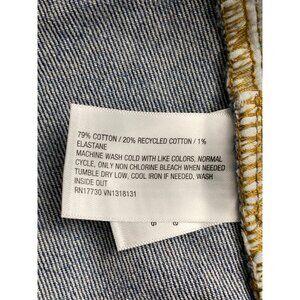 79% COTTON / 20% RECYCLED COTTON / 1%
ELASTANE
MACHINE WASH COLD WITH LIKE COLORS, NORMAL
CYCLE, ONLY NON CHLORINE BLEACH WHEN NEEDED
TUMBLE DRY LOW, COOL IRON IF NEEDED, WASH
INSIDE OUT
RN17730 VN1318131